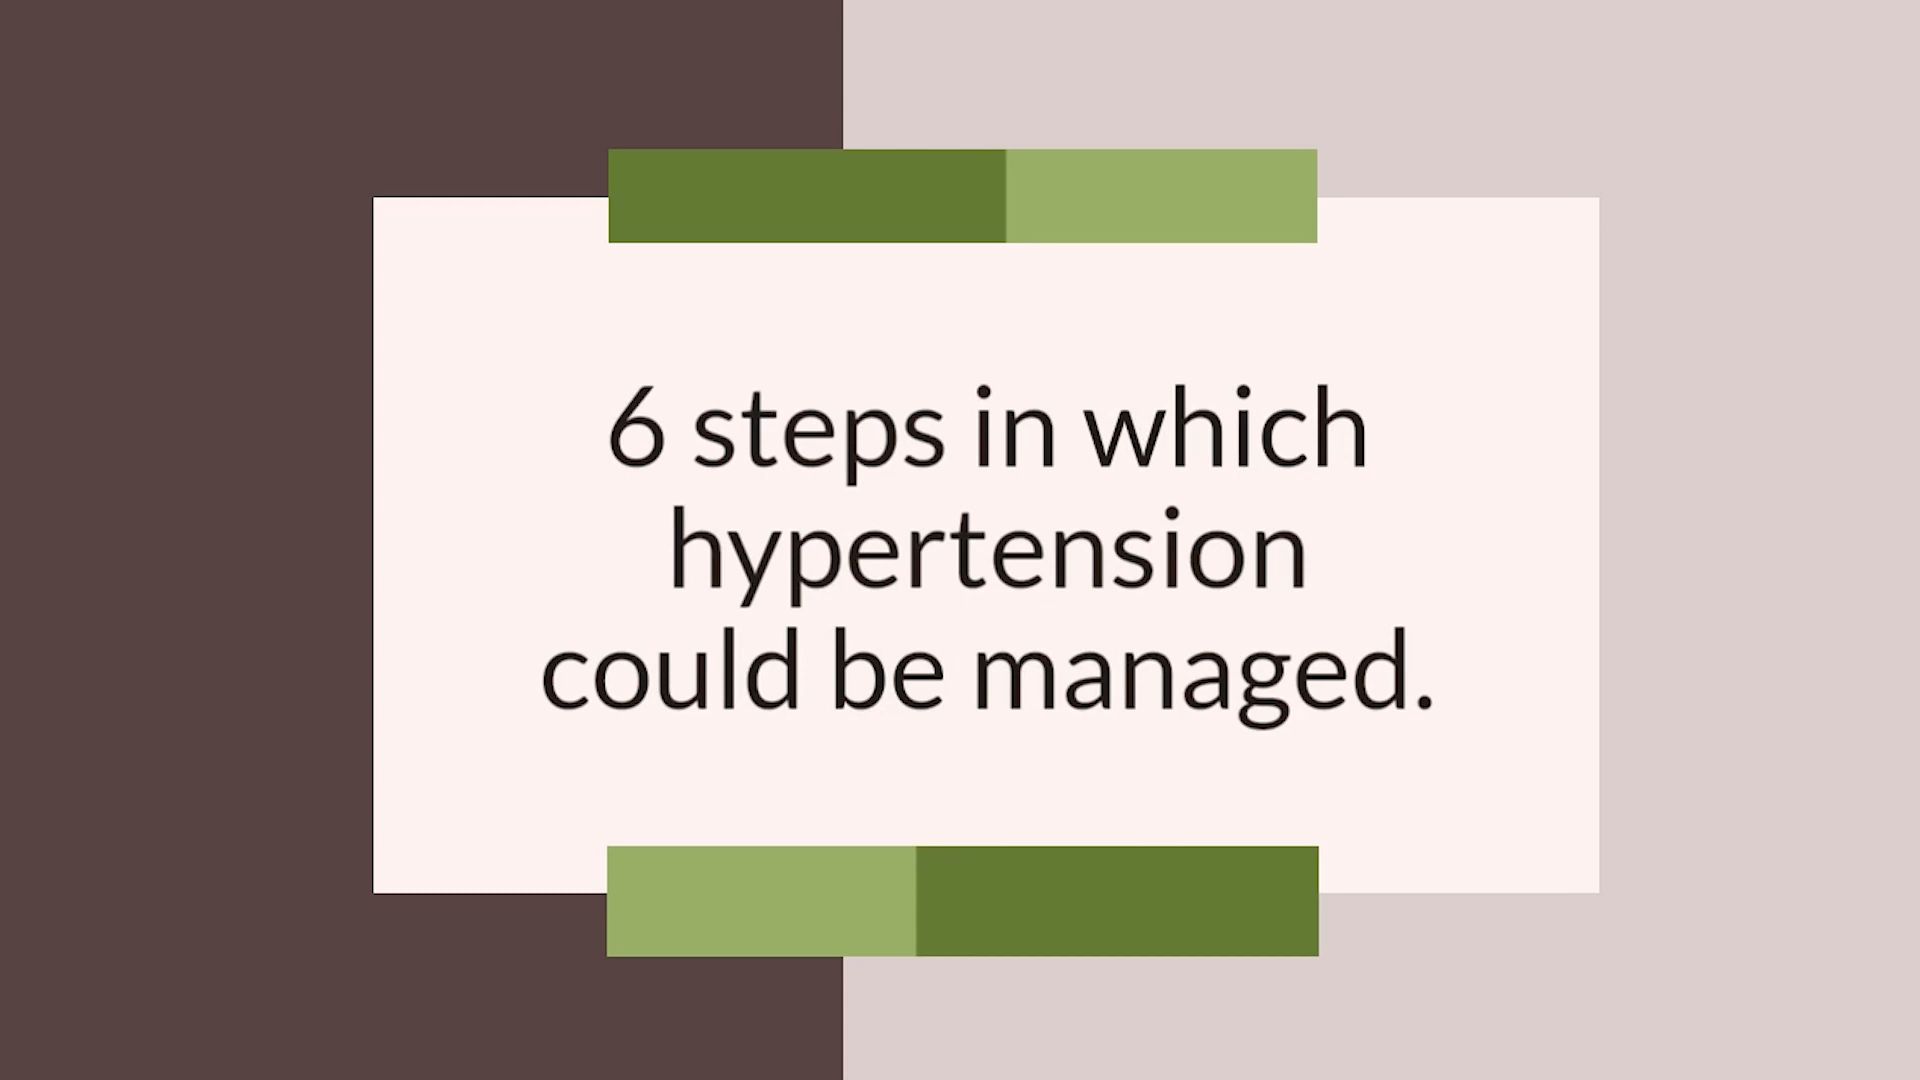 6 steps in which
hypertension
could be managed.